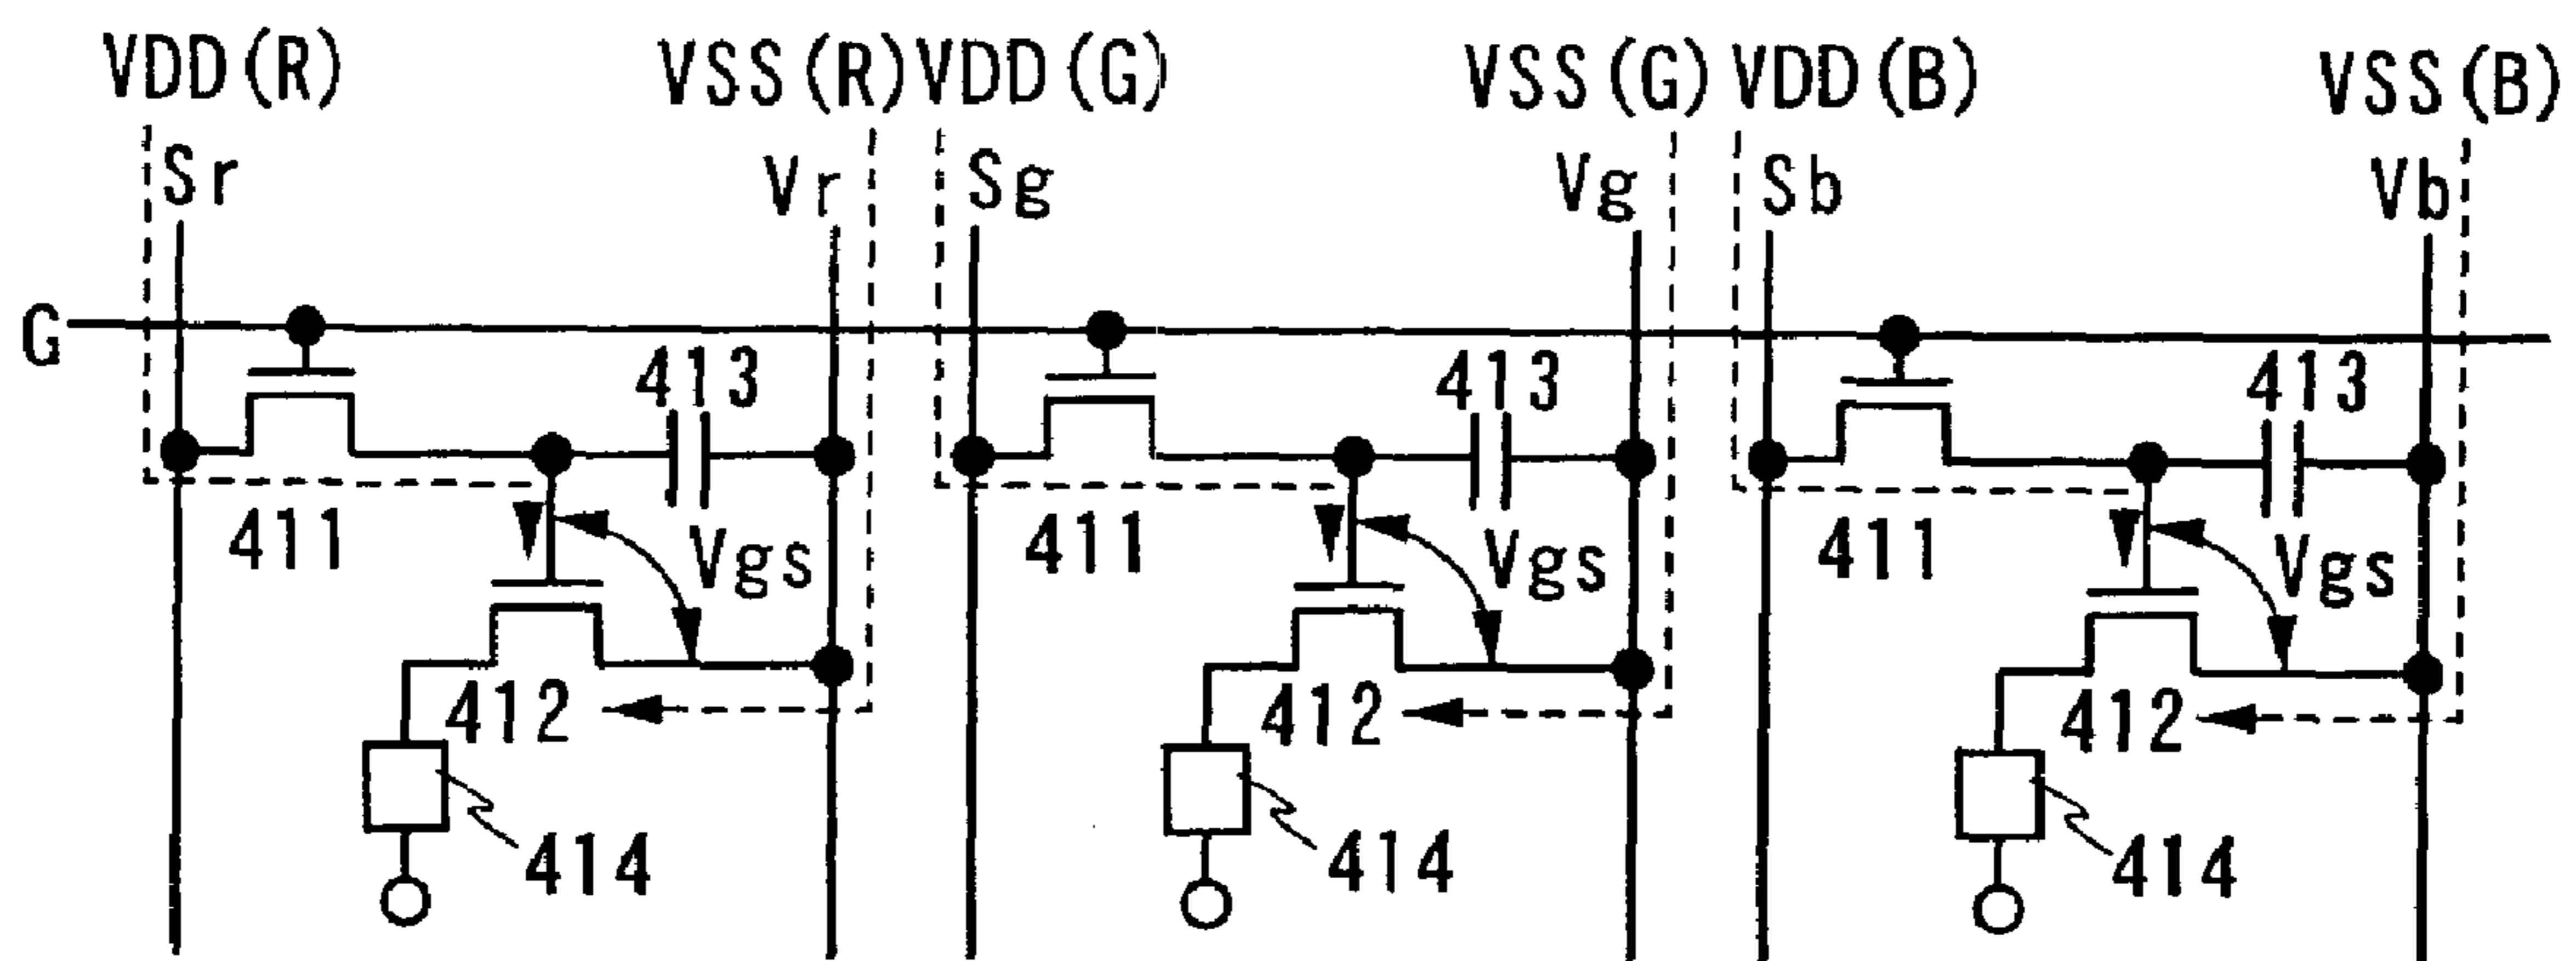 VDD(R) VSS(R) VDD(G) VSS(G) VDD(B) VSS(B)
Sr Vr Sg Vg Sb Vb
G
413 413 413
411 Vgs 411 Vgs 411 Vgs
412 412 412
414 414 414